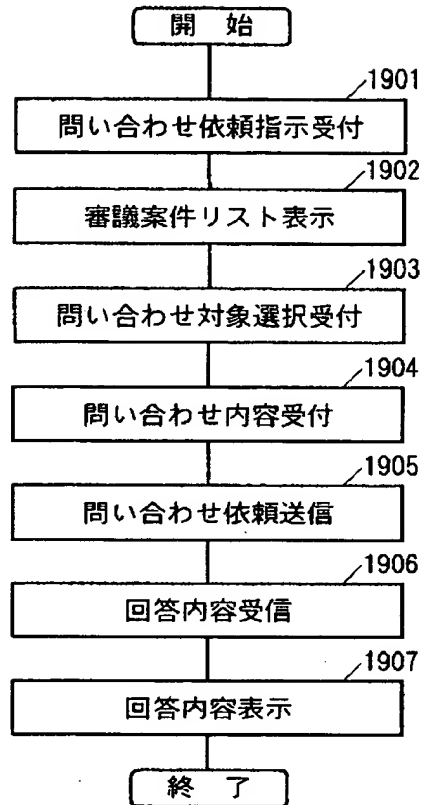 開 始
1901
問い合わせ依頼指示受付
1902
審議案件リスト表示
1903
問い合わせ対象選択受付
1904
問い合わせ内容受付
1905
問い合わせ依頼送信
1906
回答内容受信
1907
回答内容表示
終 了